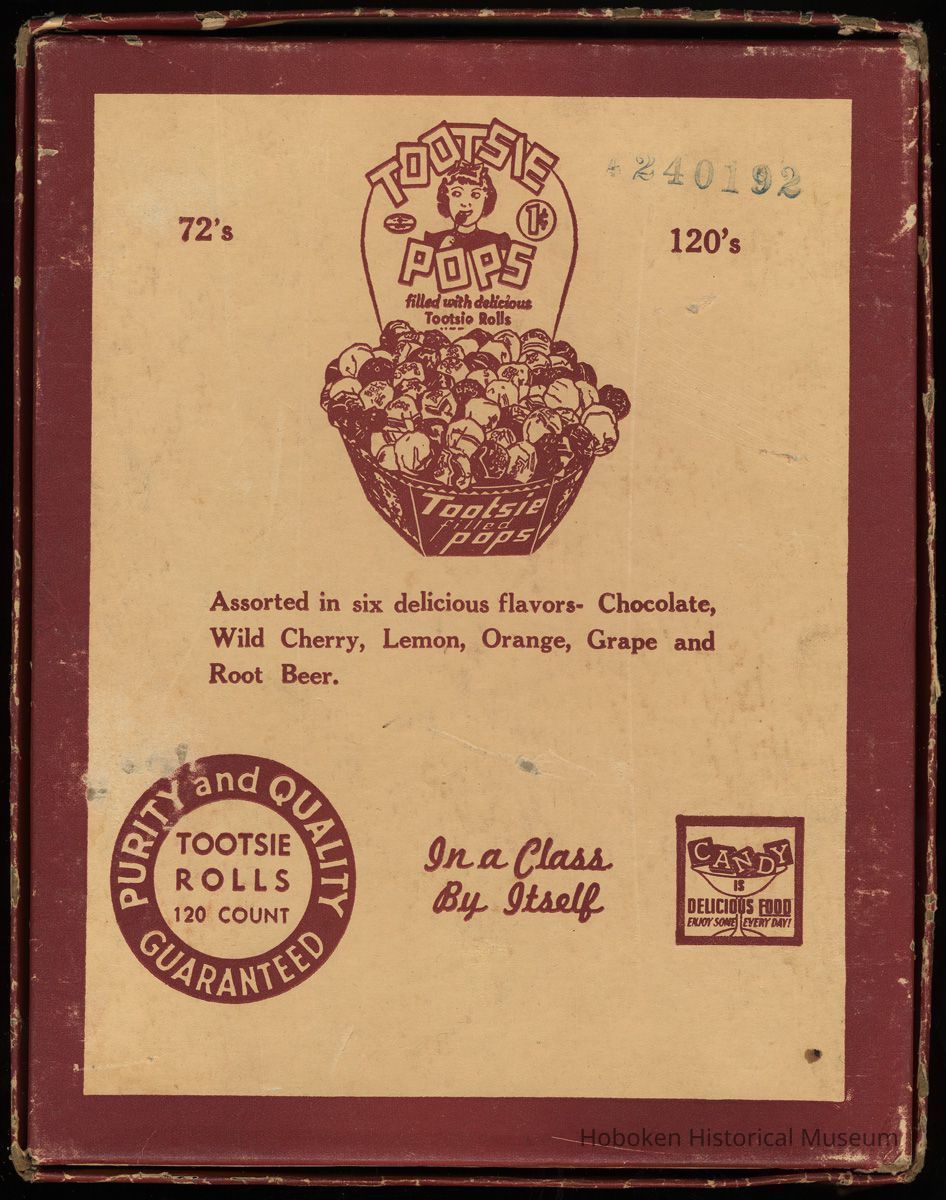 TOOTSIE
4240192
72's
1¢
120's
POPS
filled with delicious
Tootsie Rolls
Tootsie
filled
pops
Assorted in six delicious flavors- Chocolate,
Wild Cherry, Lemon, Orange, Grape and
Root Beer.
PURITY and QUALITY
TOOTSIE
ROLLS
120 COUNT
GUARANTEED
In a Class
By Itself
CANDY
IS
DELICIOUS FOOD
ENJOY SOME EVERY DAY!
Hoboken Historical Museum